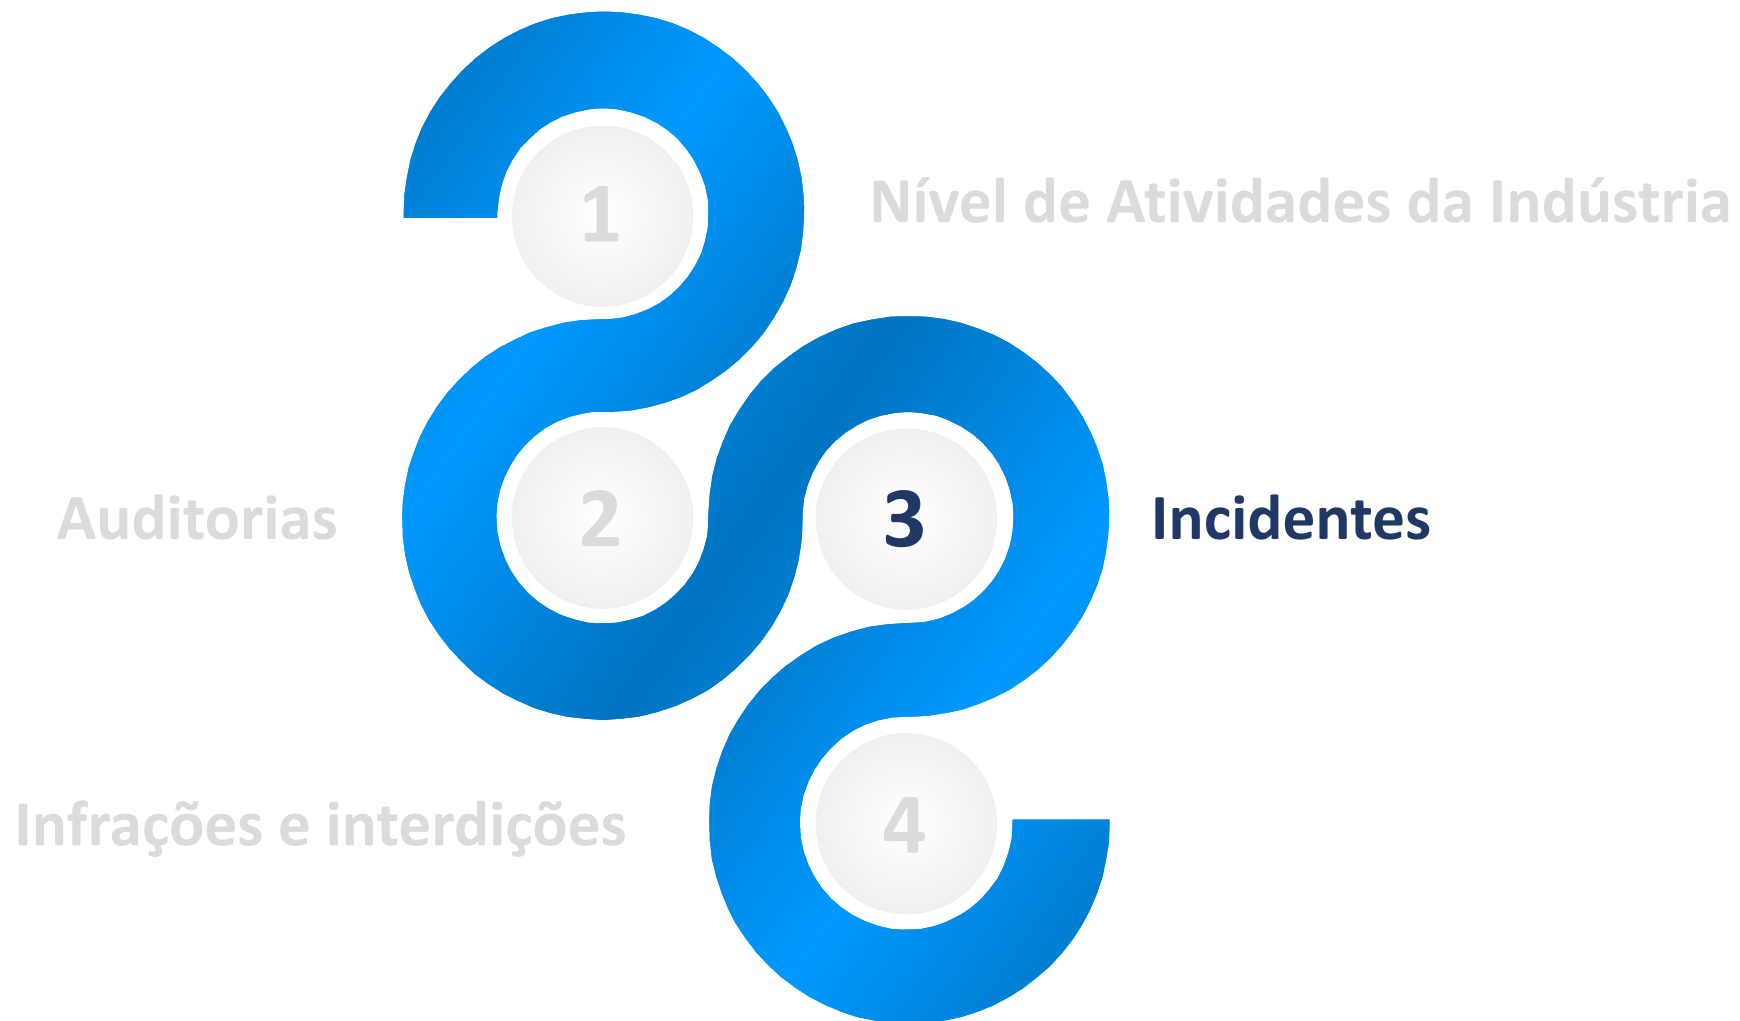 1
Nível de Atividades da Indústria
Auditorias
2
3
Incidentes
Infrações e interdições
4